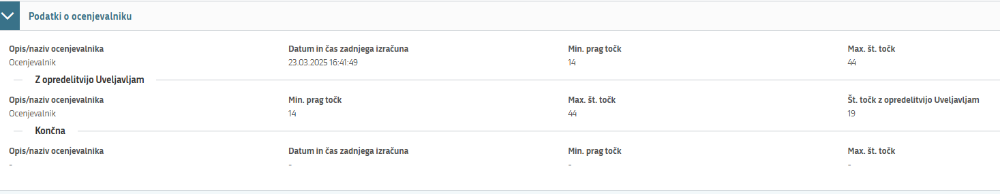 Podatki o ocenjevalniku
Opis/naziv ocenjevalnika Datum in čas zadnjega izračuna Min. prag točk Max. št. točk
Ocenjevalnik 23.03.2025 16:41:49 14 44
Z opredelitvijo Uveljavljam
Opis/naziv ocenjevalnika Min. prag točk Max. št. točk Št. točk z opredelitvijo Uveljavljam
Ocenjevalnik 14 44 19
Končna
Opis/naziv ocenjevalnika Datum in čas zadnjega izračuna Min. prag točk Max. št. točk
- - - -